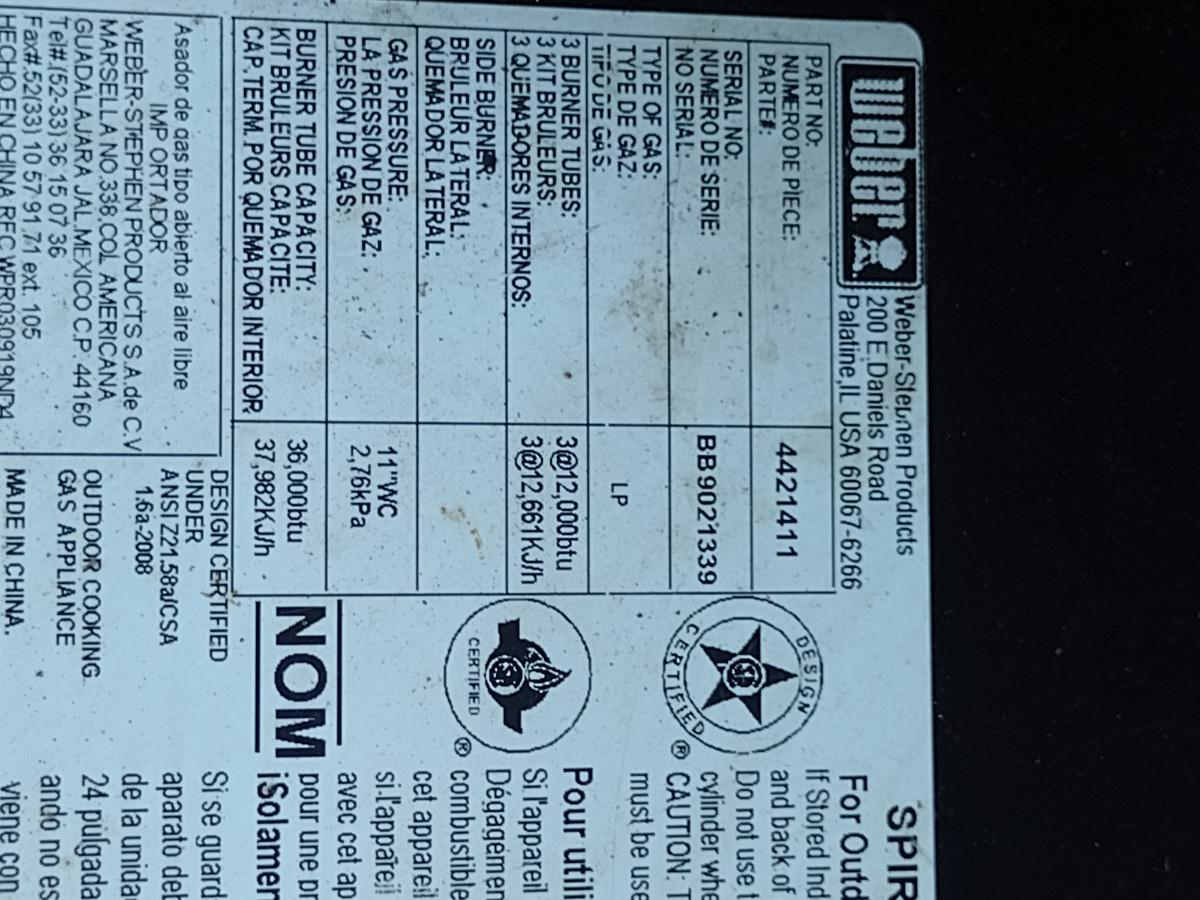 Weber
Weber-Stephen Products
200 E.Daniels Road
Palatine,IL USA 60067-6266
PART NO:
NUMERO DE PIECE:
PARTE#:
4421411
SERIAL NO:
NUMERO DE SERIE:
NO SERIAL:
BB9021339
TYPE OF GAS:
TYPE DE GAZ:
TIPO DE GAS:
LP
3 BURNER TUBES:
3 KIT BRULEURS:
3 QUEMADORES INTERNOS:
3@12,000btu
3@12,661KJ/h
SIDE BURNER:
BRULEUR LATERAL:
QUEMADOR LATERAL:
GAS PRESSURE:
LA PRESSION DE GAZ:
PRESION DE GAS:
11"WC
2,76kPa
BURNER TUBE CAPACITY:
KIT BRULEURS CAPACITE:
CAP. TERM. POR QUEMADOR INTERIOR
36,000btu
37,982KJ/h
Asador de gas tipo abierto al aire libre
IMPORTADOR
WEBER-STEPHEN PRODUCTS S.A.de C.V
MARSELLA NO.336 COL AMERICANA
GUADALAJARA JAL.MEXICO C.P. 44160
Tel#:(52-33) 36 15 07 36
Fax#.52(33) 10 57 91 71 ext. 105
HECHO EN CHINA RFC WPR030919ND4
DESIGN CERTIFIED
UNDER
ANSI Z21.58a/CSA
1.6a-2008
OUTDOOR COOKING
GAS APPLIANCE
MADE IN CHINA.
DESIGN
CERTIFIED
®
CERTIFIED
®
NOM
SPIR
For Outd
If Stored Ind
and back of
Do not use t
cylinder whe
CAUTION: T
must be use
Pour utili
Si l'appareil
Dégagemen
combustible
cet appareil
si l'appareil
avec cet ap
pour une pr
¡Solamen
Si se guard
aparato deb
de la unidad
24 pulgada
ando no es
viene con